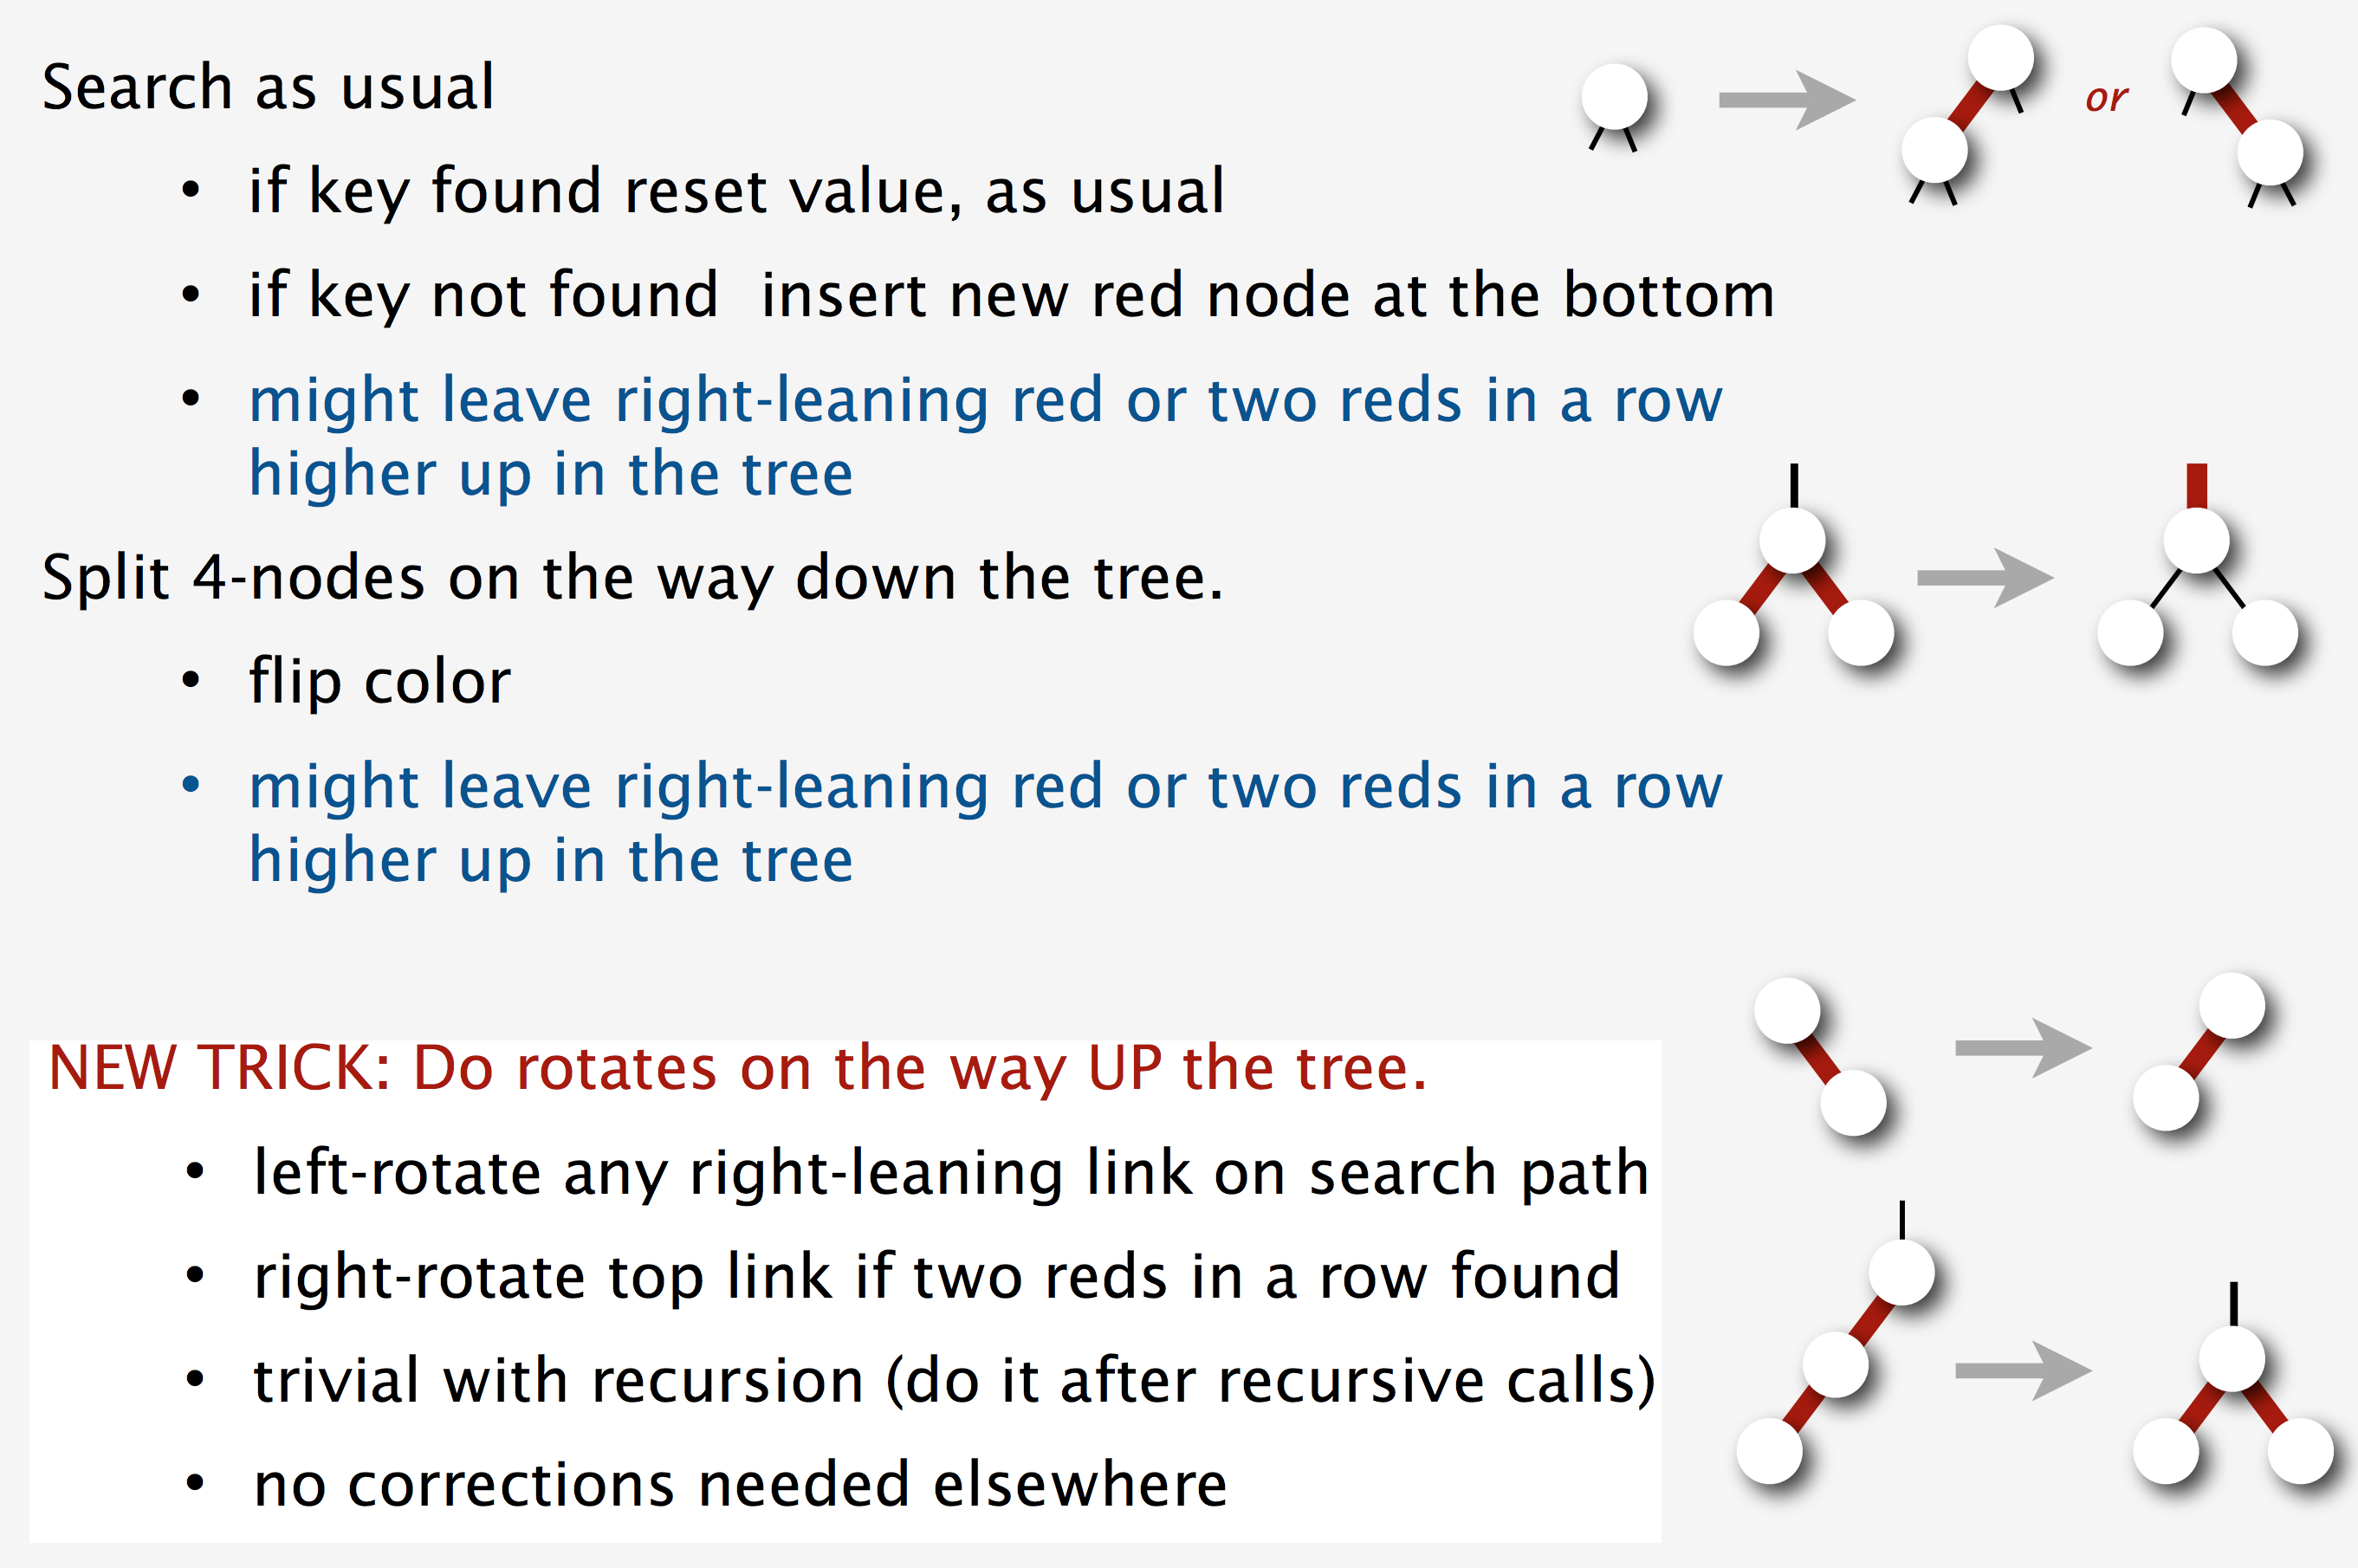 Search as usual
or
• if key found reset value, as usual
• if key not found  insert new red node at the bottom
• might leave right-leaning red or two reds in a row
higher up in the tree
Split 4-nodes on the way down the tree.
• flip color
• might leave right-leaning red or two reds in a row
higher up in the tree
NEW TRICK: Do rotates on the way UP the tree.
• left-rotate any right-leaning link on search path
• right-rotate top link if two reds in a row found
• trivial with recursion (do it after recursive calls)
• no corrections needed elsewhere